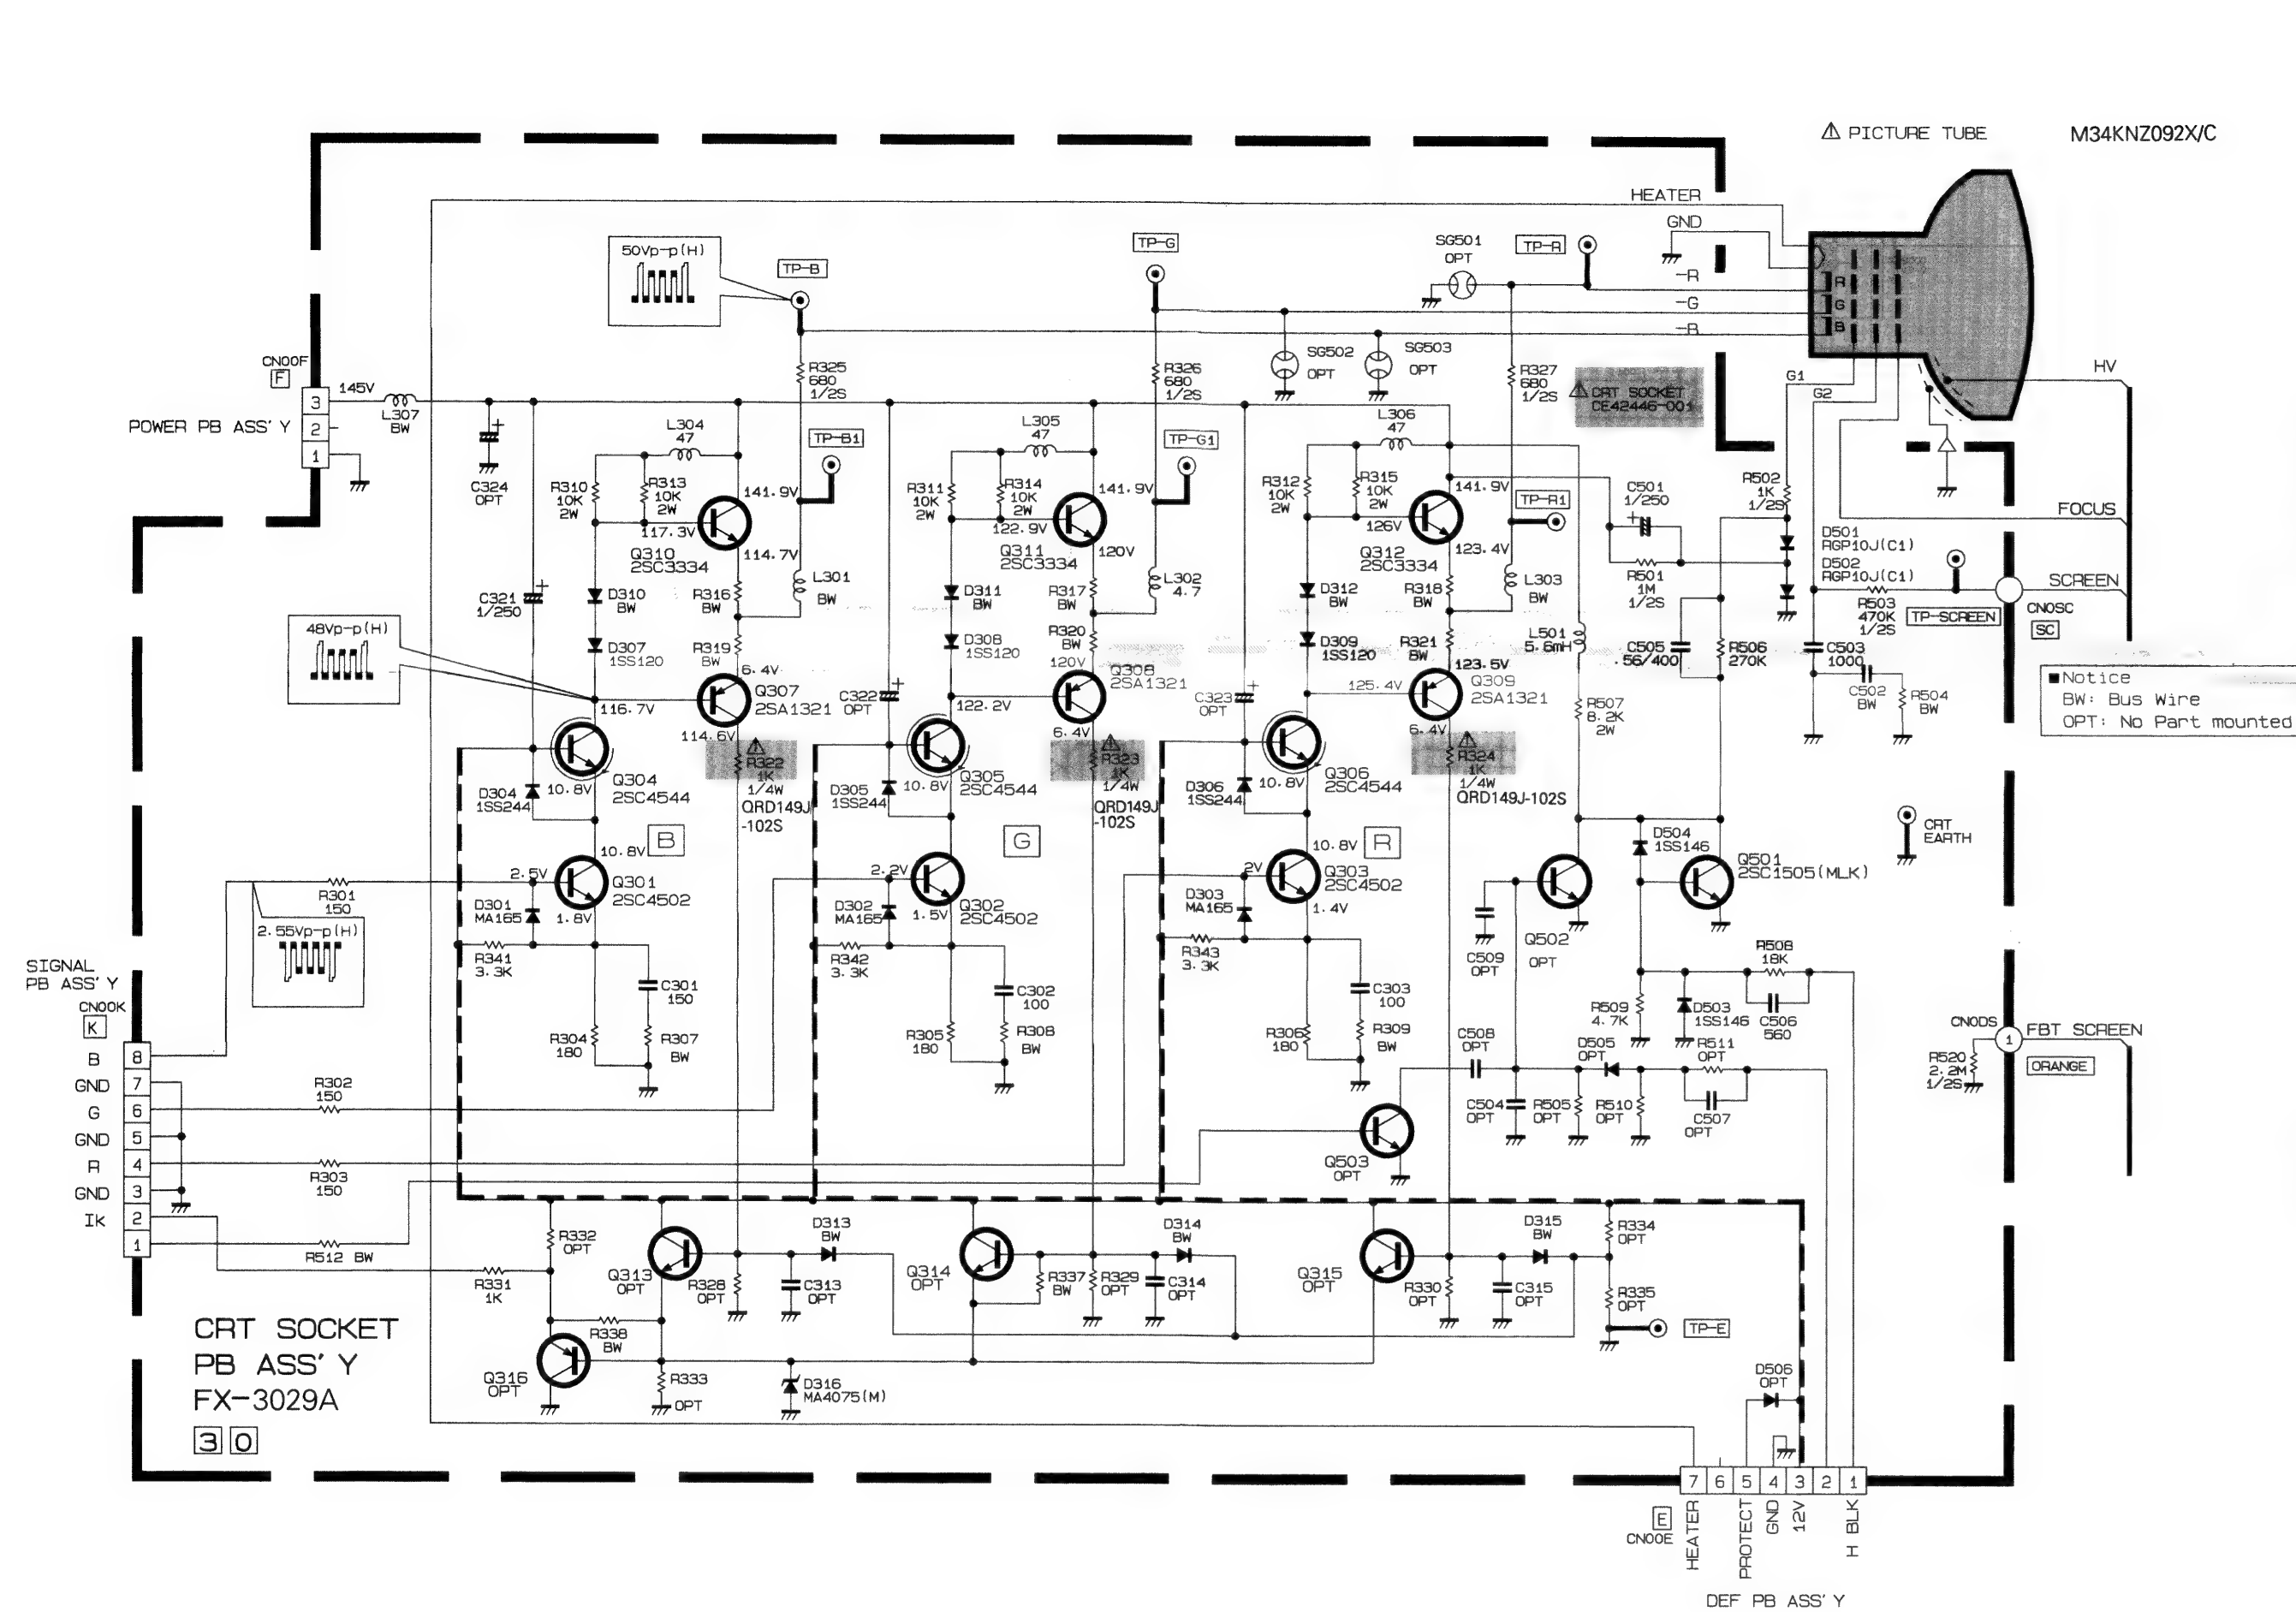 ⚠ PICTURE TUBE
M34KNZ092X/C
HEATER
GND
-R
-G
-B
R
G
B
50Vp-p(H)
TP-B
TP-G
SG501
OPT
TP-R
SG502
OPT
SG503
OPT
HV
G1
G2
⚠ CRT SOCKET
CE42446-001
CN00F
F
145V
3
2
1
POWER PB ASS'Y
L307
BW
C324
OPT
R325
680
1/2S
R326
680
1/2S
R327
680
1/2S
L304
47
L305
47
L306
47
TP-B1
TP-G1
TP-R1
R310
10K
2W
R313
10K
2W
141.9V
117.3V
114.7V
Q310
2SC3334
R311
10K
2W
R314
10K
2W
141.9V
122.9V
120V
Q311
2SC3334
R312
10K
2W
R315
10K
2W
141.9V
126V
123.4V
Q312
2SC3334
C501
1/250
R501
1M
1/2S
R502
1K
1/2S
D501
RGP10J(C1)
D502
RGP10J(C1)
FOCUS
SCREEN
CN0SC
SC
TP-SCREEN
R503
470K
1/2S
C321
1/250
D310
BW
D307
1SS120
R316
BW
R319
BW
L301
BW
D311
BW
D308
1SS120
R317
BW
R320
BW
L302
4.7
D312
BW
D309
1SS120
R318
BW
R321
BW
L303
BW
L501
5.6mH
C505
.56/400
R506
270K
C503
1000
C502
BW
R504
BW
■Notice
BW: Bus Wire
OPT: No Part mounted
48Vp-p(H)
6.4V
Q307
2SA1321
116.7V
114.6V
120V
Q308
2SA1321
122.2V
6.4V
123.5V
Q309
2SA1321
125.4V
6.4V
C322
OPT
C323
OPT
R507
8.2K
2W
⚠
R322
1K
1/4W
QRD149J
-102S
⚠
R323
1K
1/4W
QRD149J
-102S
⚠
R324
1K
1/4W
QRD149J-102S
D304
1SS244
10.8V
Q304
2SC4544
D305
1SS244
10.8V
Q305
2SC4544
D306
1SS244
10.8V
Q306
2SC4544
B
G
R
10.8V
2.5V
Q301
2SC4502
1.8V
2.2V
Q302
2SC4502
1.5V
10.8V
2V
Q303
2SC4502
1.4V
D301
MA165
D302
MA165
D303
MA165
R301
150
2.55Vp-p(H)
R341
3.3K
R342
3.3K
R343
3.3K
C301
150
C302
100
C303
100
R304
180
R307
BW
R305
180
R308
BW
R306
180
R309
BW
D504
1SS146
Q501
2SC1505(MLK)
CRT
EARTH
C509
OPT
Q502
OPT
R508
18K
R509
4.7K
D503
1SS146
C506
560
C508
OPT
D505
OPT
R511
OPT
C504
OPT
R505
OPT
R510
OPT
C507
OPT
CN0DS
1
FBT SCREEN
ORANGE
R520
2.2M
1/2S
SIGNAL
PB ASS'Y
CN00K
K
B 8
GND 7
G 6
GND 5
R 4
GND 3
IK 2
1
R302
150
R303
150
R512 BW
Q503
OPT
R331
1K
R332
OPT
Q313
OPT
R328
OPT
D313
BW
C313
OPT
Q314
OPT
R337
BW
R329
OPT
D314
BW
C314
OPT
Q315
OPT
R330
OPT
D315
BW
C315
OPT
R334
OPT
R335
OPT
TP-E
R338
BW
Q316
OPT
R333
OPT
D316
MA4075(M)
D506
OPT
CRT SOCKET
PB ASS'Y
FX-3029A
3 0
7 6 5 4 3 2 1
E
CN00E
HEATER
PROTECT
GND
12V
H BLK
DEF PB ASS'Y